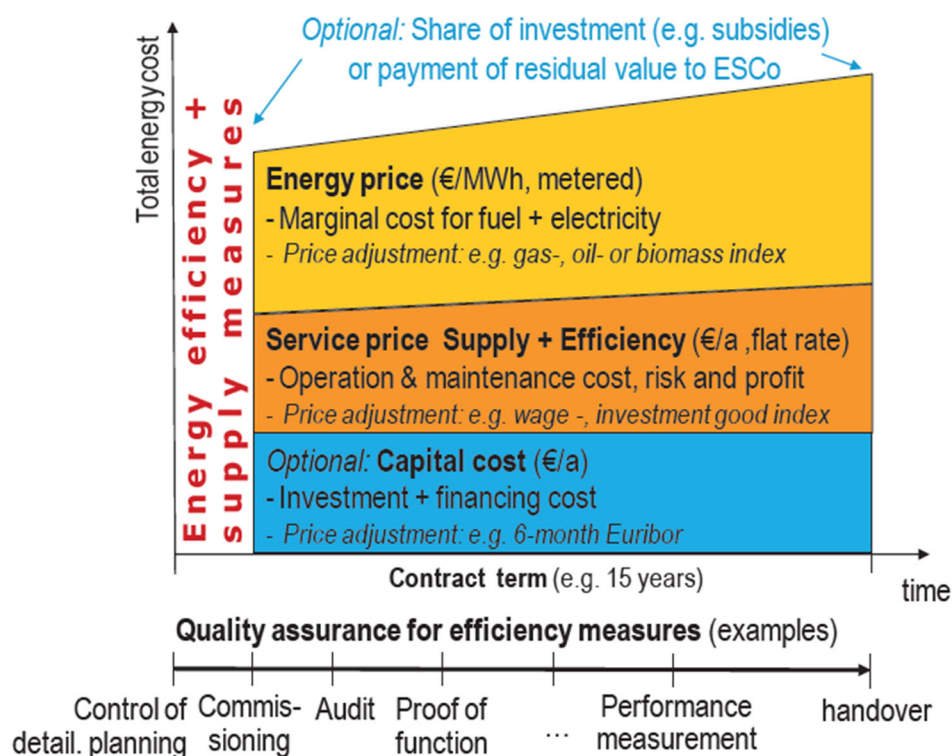 Optional: Share of investment (e.g. subsidies)
or payment of residual value to ESCo
Total energy cost
Energy efficiency +
supply measures
Energy price (€/MWh, metered)
- Marginal cost for fuel + electricity
- Price adjustment: e.g. gas-, oil- or biomass index
Service price Supply + Efficiency (€/a ,flat rate)
- Operation & maintenance cost, risk and profit
- Price adjustment: e.g. wage -, investment good index
Optional: Capital cost (€/a)
- Investment + financing cost
- Price adjustment: e.g. 6-month Euribor
Contract term (e.g. 15 years)
time
Quality assurance for efficiency measures (examples)
Control of
detail. planning
Commis-
sioning
Audit
Proof of
function
...
Performance
measurement
handover